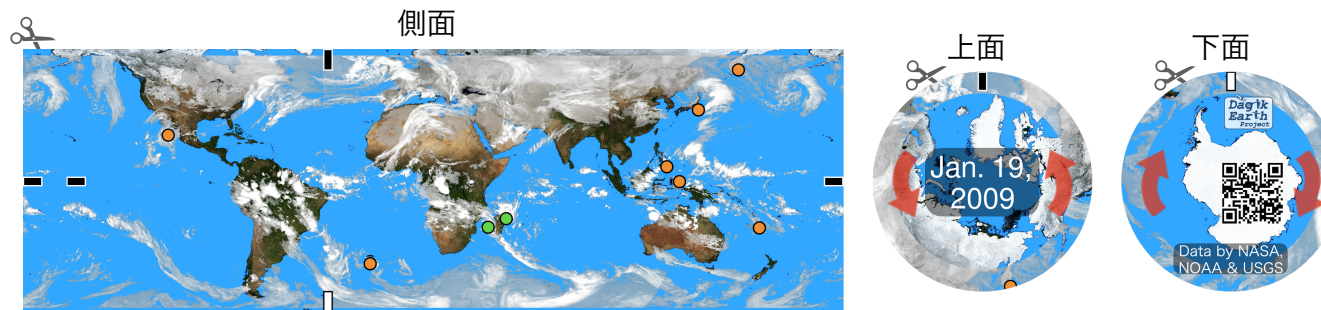 側面
上面
下面
Jan. 19,
2009
Dagik
Earth
Project
Data by NASA,
NOAA & USGS